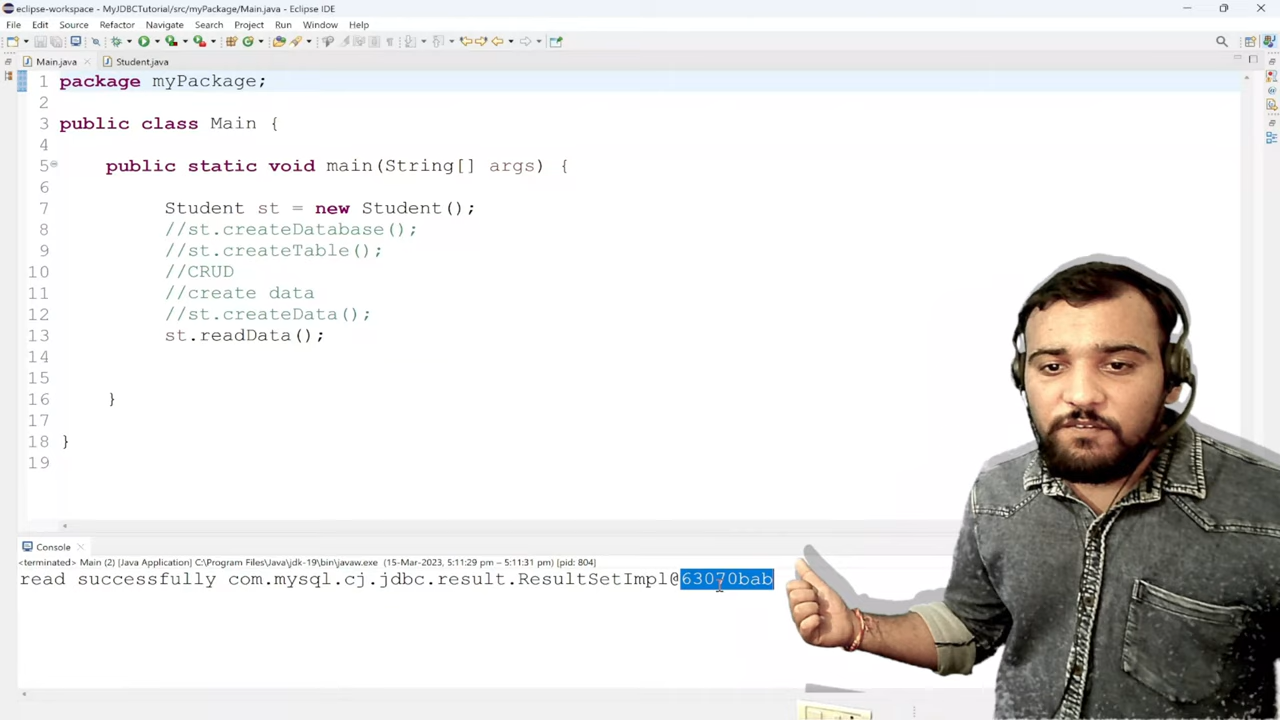 eclipse-workspace - MyJDBCTutorial/src/myPackage/Main.java - Eclipse IDE
File Edit Source Refactor Navigate Search Project Run Window Help
Main.java Student.java
1 package myPackage;
2
3 public class Main {
4
5 public static void main(String[] args) {
6
7 Student st = new Student();
8 //st.createDatabase();
9 //st.createTable();
10 //CRUD
11 //create data
12 //st.createData();
13 st.readData();
14
15
16 }
17
18 }
19
Console
<terminated> Main (2) [Java Application] C:\Program Files\Java\jdk-19\bin\javaw.exe (15-Mar-2023, 5:11:29 pm – 5:11:31 pm) [pid: 804]
read successfully com.mysql.cj.jdbc.result.ResultSetImpl@63070bab